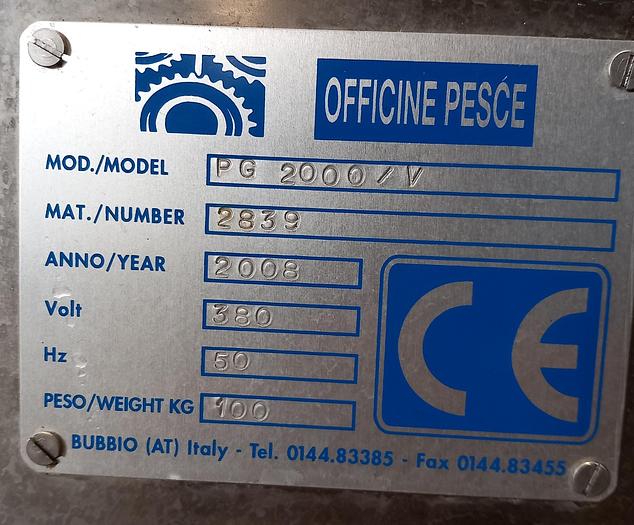 OFFICINE PESCE
MOD./MODEL PG 2000/V
MAT./NUMBER 2839
ANNO/YEAR 2008
Volt 380
Hz 50
PESO/WEIGHT KG 100
CE
BUBBIO (AT) Italy - Tel. 0144.83385 - Fax 0144.83455